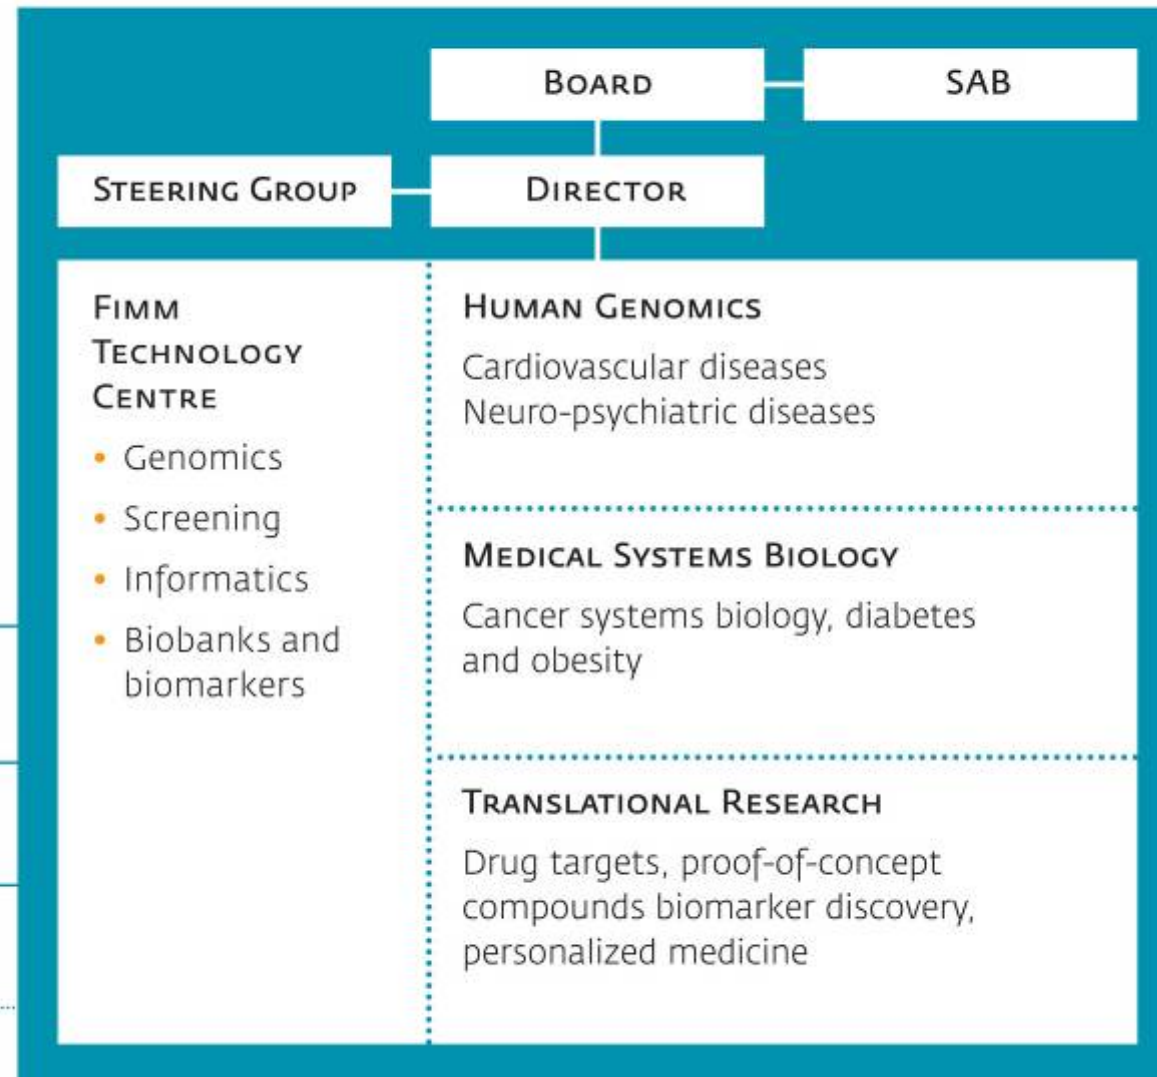 BOARD
SAB
STEERING GROUP
DIRECTOR
FIMM
TECHNOLOGY
CENTRE
• Genomics
• Screening
• Informatics
• Biobanks and
biomarkers
HUMAN GENOMICS
Cardiovascular diseases
Neuro-psychiatric diseases
MEDICAL SYSTEMS BIOLOGY
Cancer systems biology, diabetes
and obesity
TRANSLATIONAL RESEARCH
Drug targets, proof-of-concept
compounds biomarker discovery,
personalized medicine